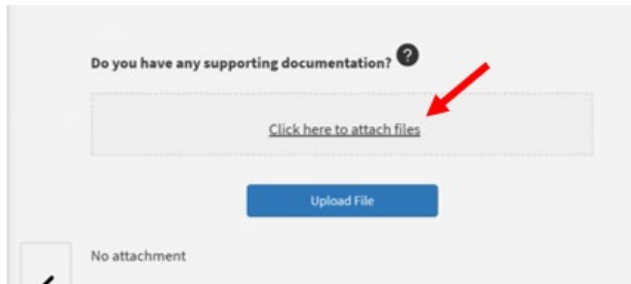 Do you have any supporting documentation? ?
Click here to attach files
Upload File
No attachment